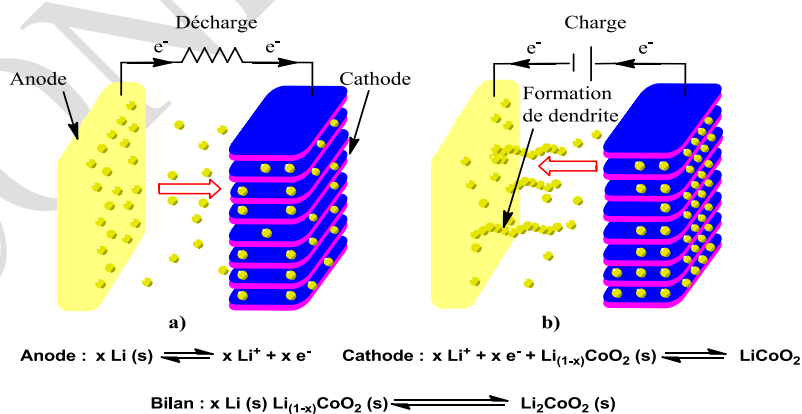 Décharge
e⁻ e⁻
Anode
Cathode
a)
Charge
e⁻ e⁻
Formation
de dendrite
b)
Anode : x Li (s) ⇌ x Li⁺ + x e⁻ Cathode : x Li⁺ + x e⁻ + Li₍₁₋ₓ₎CoO₂ (s) ⇌ LiCoO₂
Bilan : x Li (s) Li₍₁₋ₓ₎CoO₂ (s) ⇌ Li₂CoO₂ (s)